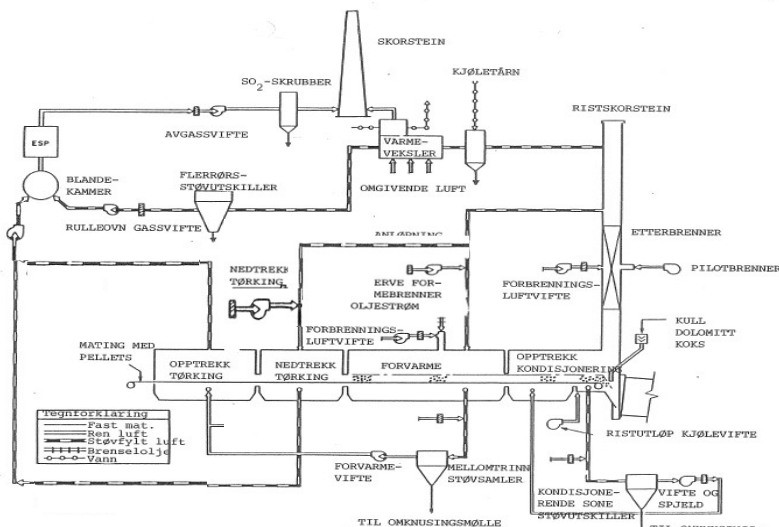 SKORSTEIN
SO2-SKRUBBER
KJØLETÅRN
RISTSKORSTEIN
AVGASSVIFTE
ESP
VARME-
VEKSLER
BLANDE-
KAMMER
FLERRØRS-
STØVUTSKILLER
OMGIVENDE LUFT
RULLEOVN GASSVIFTE
ETTERBRENNER
NEDTREKK
TØRKING
ERVE FOR-
MEBRENNER
OLJESTRØM
FORBRENNINGS-
LUFTVIFTE
PILOTBRENNER
FORBRENNINGS-
LUFTVIFTE
KULL
DOLOMITT
KOKS
MATING MED
PELLETS
OPPTREKK
TØRKING
NEDTREKK
TØRKING
FORVARME
OPPTREKK
KONDISJONERING
Tegnforklaring
Fast mat.
Ren luft
Støvfylt luft
Brenselolje
Vann
RISTUTLØP KJØLEVIFTE
FORVARME-
VIFTE
MELLOMTRINN
STØVSAMLER
KONDISJONE-
RENDE SONE
STØVUTSKILLER
VIFTE OG
SPJELD
TIL OMKNUSINGSMØLLE